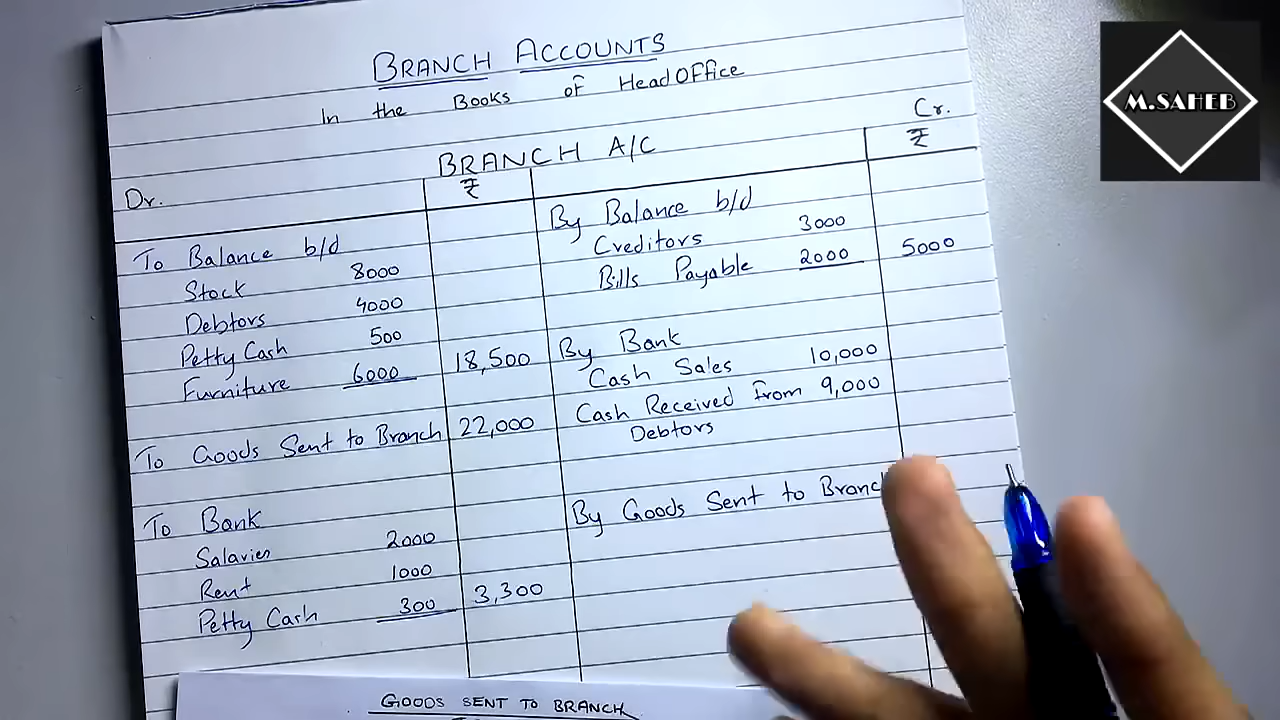 BRANCH ACCOUNTS
In the Books of Head Office
M.SAHEB
BRANCH A/C
Dr.
Cr.
₹
₹
To Balance b/d
Stock 8000
Debtors 4000
Petty Cash 500
Furniture 6000 18,500
To Goods Sent to Branch 22,000
To Bank
Salaries 2000
Rent 1000
Petty Cash 300 3,300
By Balance b/d
Creditors 3000
Bills Payable 2000 5000
By Bank
Cash Sales 10,000
Cash Received from 9,000
Debtors
By Goods Sent to Branc
GOODS SENT TO BRANCH